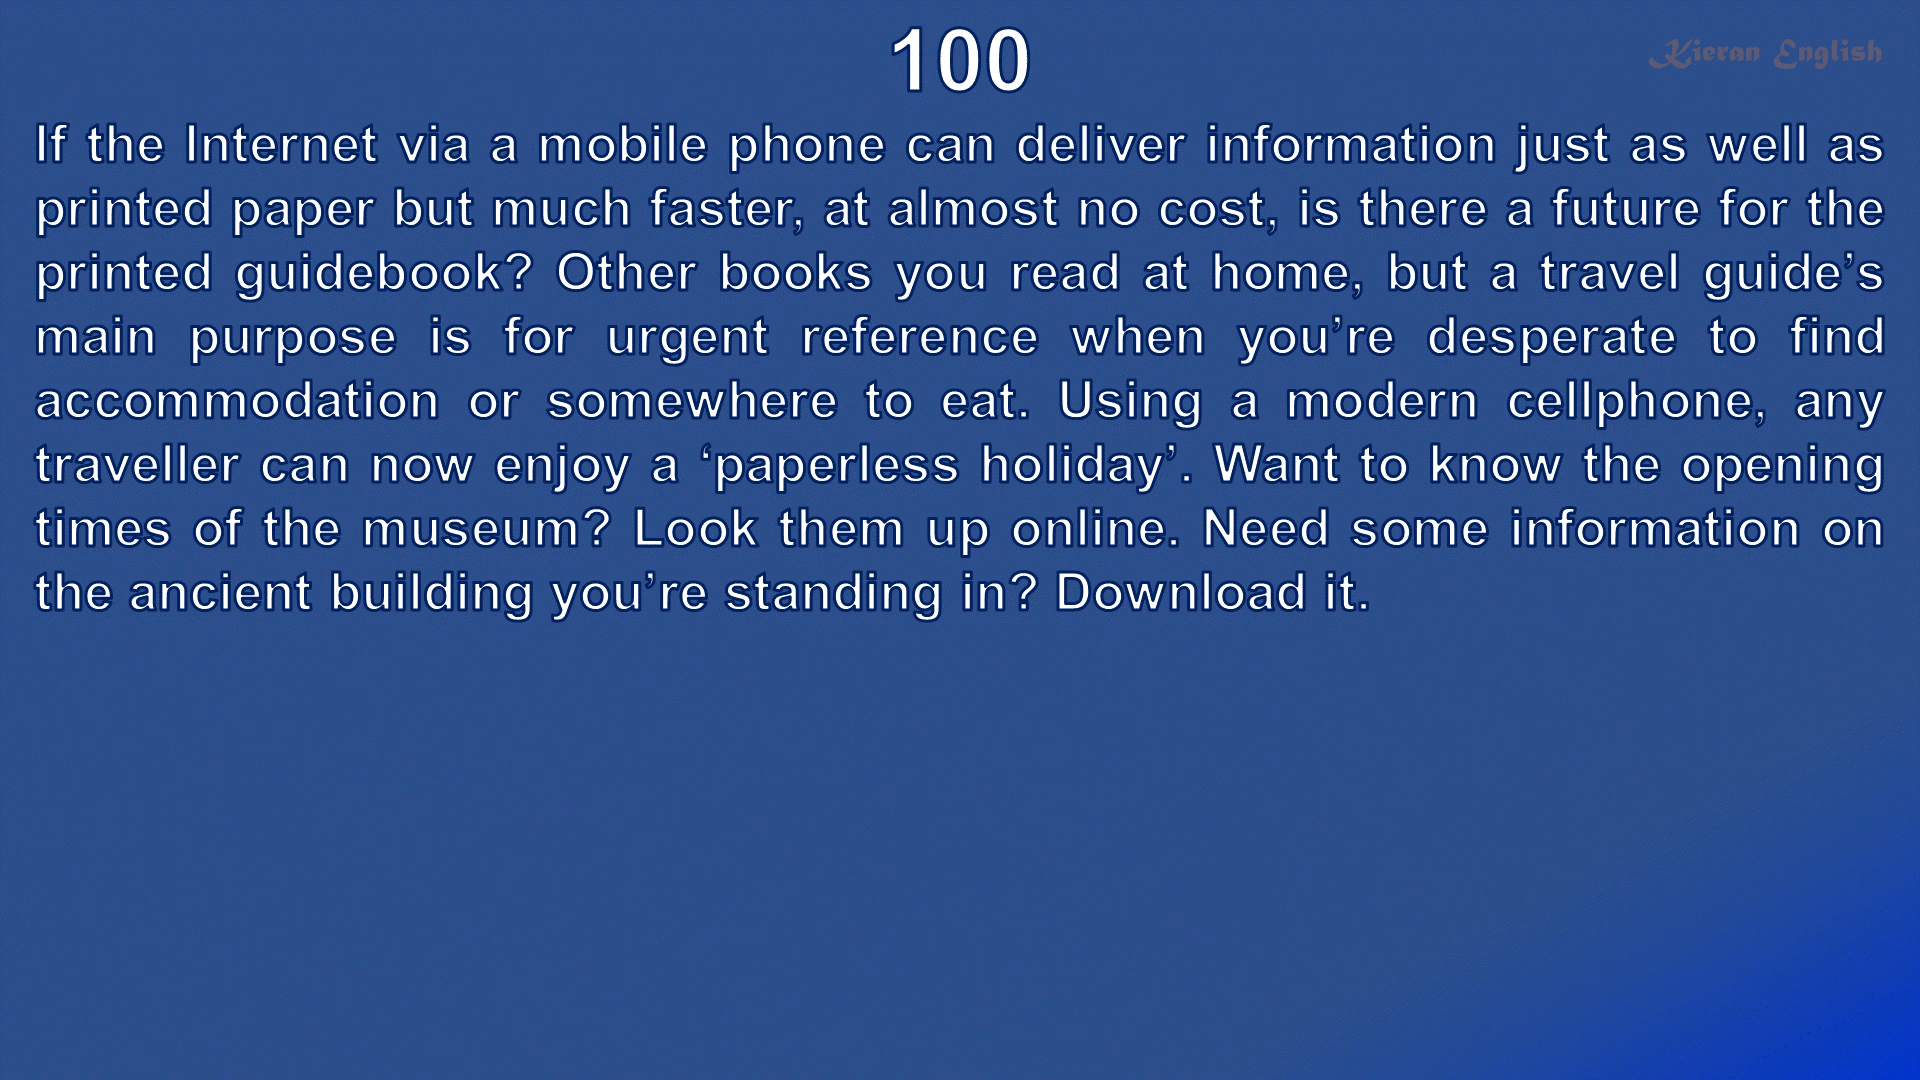 100
Kieran English
If the Internet via a mobile phone can deliver information just as well as
printed paper but much faster, at almost no cost, is there a future for the
printed guidebook? Other books you read at home, but a travel guide’s
main purpose is for urgent reference when you’re desperate to find
accommodation or somewhere to eat. Using a modern cellphone, any
traveller can now enjoy a ‘paperless holiday’. Want to know the opening
times of the museum? Look them up online. Need some information on
the ancient building you’re standing in? Download it.